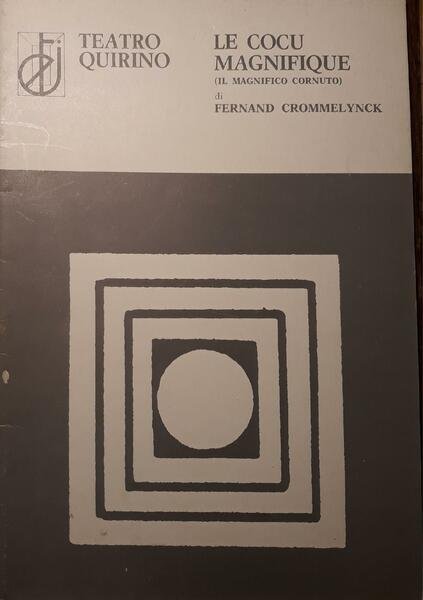 TEATRO
QUIRINO
LE COCU
MAGNIFIQUE
(IL MAGNIFICO CORNUTO)
di
FERNAND CROMMELYNCK